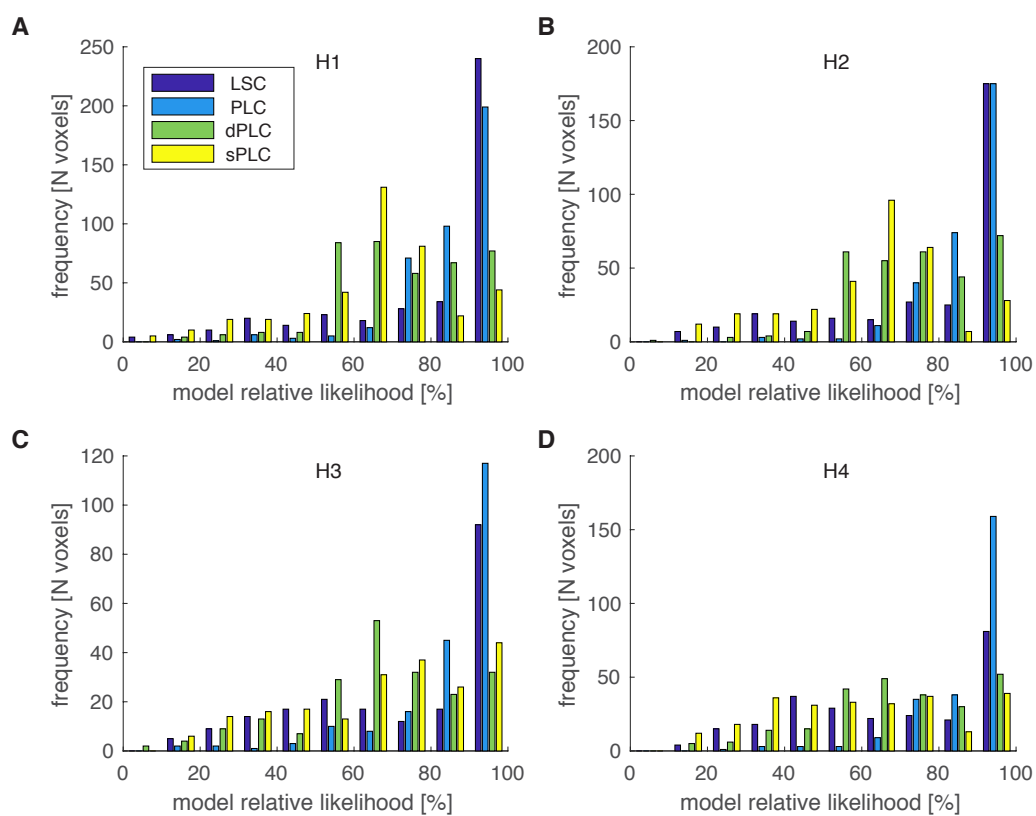 A
H1
LSC
PLC
dPLC
sPLC
frequency [N voxels]
250
200
150
100
50
0
0 20 40 60 80 100
model relative likelihood [%]
B
H2
frequency [N voxels]
200
150
100
50
0
0 20 40 60 80 100
model relative likelihood [%]
C
H3
frequency [N voxels]
120
100
80
60
40
20
0
0 20 40 60 80 100
model relative likelihood [%]
D
H4
frequency [N voxels]
200
150
100
50
0
0 20 40 60 80 100
model relative likelihood [%]